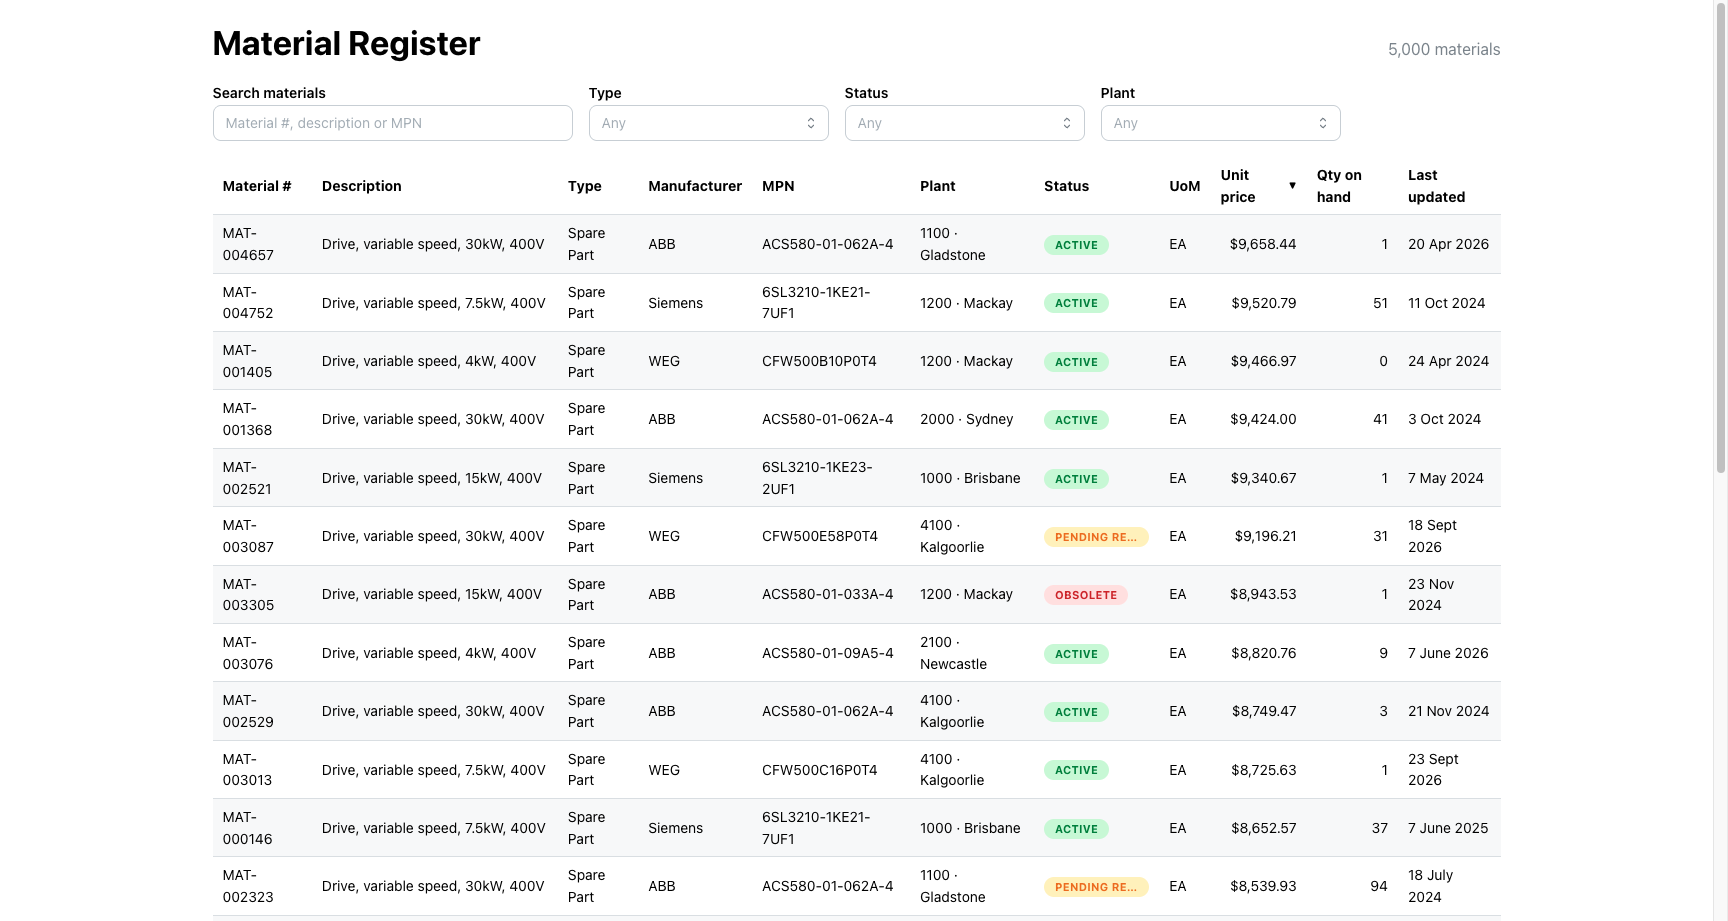 Material Register
5,000 materials
Search materials
Type
Status
Plant
Material #, description or MPN
Any
Any
Any
Material # Description Type Manufacturer MPN Plant Status UoM Unit price ▼ Qty on hand Last updated
MAT-004657 Drive, variable speed, 30kW, 400V Spare Part ABB ACS580-01-062A-4 1100 · Gladstone ACTIVE EA $9,658.44 1 20 Apr 2026
MAT-004752 Drive, variable speed, 7.5kW, 400V Spare Part Siemens 6SL3210-1KE21-7UF1 1200 · Mackay ACTIVE EA $9,520.79 51 11 Oct 2024
MAT-001405 Drive, variable speed, 4kW, 400V Spare Part WEG CFW500B10P0T4 1200 · Mackay ACTIVE EA $9,466.97 0 24 Apr 2024
MAT-001368 Drive, variable speed, 30kW, 400V Spare Part ABB ACS580-01-062A-4 2000 · Sydney ACTIVE EA $9,424.00 41 3 Oct 2024
MAT-002521 Drive, variable speed, 15kW, 400V Spare Part Siemens 6SL3210-1KE23-2UF1 1000 · Brisbane ACTIVE EA $9,340.67 1 7 May 2024
MAT-003087 Drive, variable speed, 30kW, 400V Spare Part WEG CFW500E58P0T4 4100 · Kalgoorlie PENDING RE... EA $9,196.21 31 18 Sept 2026
MAT-003305 Drive, variable speed, 15kW, 400V Spare Part ABB ACS580-01-033A-4 1200 · Mackay OBSOLETE EA $8,943.53 1 23 Nov 2024
MAT-003076 Drive, variable speed, 4kW, 400V Spare Part ABB ACS580-01-09A5-4 2100 · Newcastle ACTIVE EA $8,820.76 9 7 June 2026
MAT-002529 Drive, variable speed, 30kW, 400V Spare Part ABB ACS580-01-062A-4 4100 · Kalgoorlie ACTIVE EA $8,749.47 3 21 Nov 2024
MAT-003013 Drive, variable speed, 7.5kW, 400V Spare Part WEG CFW500C16P0T4 4100 · Kalgoorlie ACTIVE EA $8,725.63 1 23 Sept 2026
MAT-000146 Drive, variable speed, 7.5kW, 400V Spare Part Siemens 6SL3210-1KE21-7UF1 1000 · Brisbane ACTIVE EA $8,652.57 37 7 June 2025
MAT-002323 Drive, variable speed, 30kW, 400V Spare Part ABB ACS580-01-062A-4 1100 · Gladstone PENDING RE... EA $8,539.93 94 18 July 2024